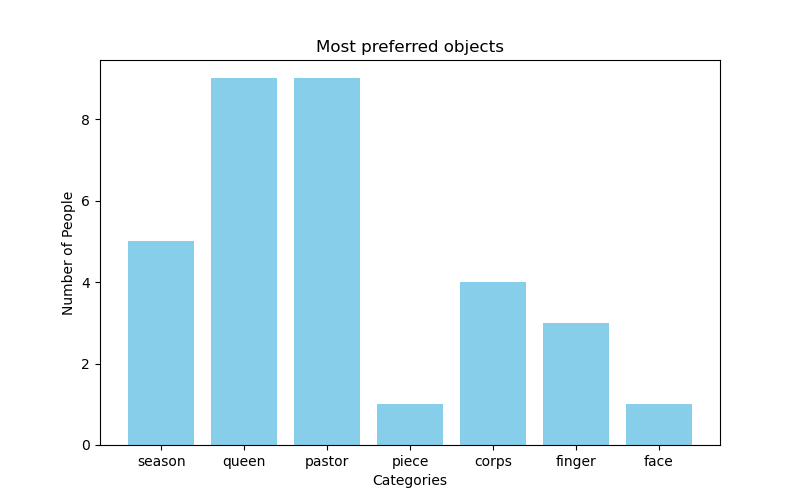 Most preferred objects
Number of People
8
6
4
2
0
season queen pastor piece corps finger face
Categories